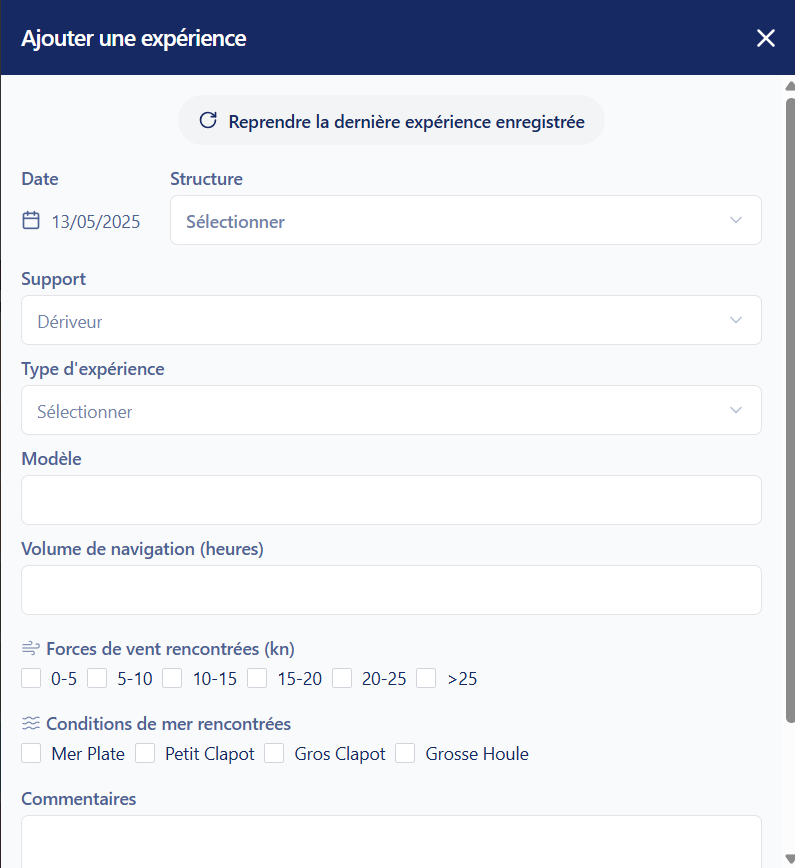 Ajouter une expérience
Reprendre la dernière expérience enregistrée
Date Structure
13/05/2025 Sélectionner
Support
Dériveur
Type d'expérience
Sélectionner
Modèle
Volume de navigation (heures)
Forces de vent rencontrées (kn)
0-5 5-10 10-15 15-20 20-25 >25
Conditions de mer rencontrées
Mer Plate Petit Clapot Gros Clapot Grosse Houle
Commentaires